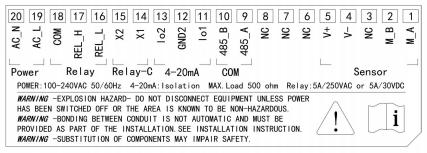 20 19 18 17 16 15 14 13 12 11 10 9 8 7 6 5 4 3 2 1
AC_N AC_L COM REL_H REL_L X2 X1 Io2 GND2 Io1 485_B 485_A NC NC NC V+ V- NC M_B M_A
Power Relay Relay-C 4-20mA COM Sensor
POWER:100-240VAC 50/60Hz 4-20mA:Isolation MAX.Load 500 ohm Relay:5A/250VAC or 5A/30VDC
WARNING -EXPLOSION HAZARD- DO NOT DISCONNECT EQUIPMENT UNLESS POWER
HAS BEEN SWITCHED OFF OR THE AREA IS KNOWN TO BE NON-HAZARDOUS.
WARNING -BONDING BETWEEN CONDUIT IS NOT AUTOMATIC AND MUST BE
PROVIDED AS PART OF THE INSTALLATION. SEE INSTALLATION INSTRUCTION.
WARNING -SUBSTITUTION OF COMPONENTS MAY IMPAIR SAFETY.
! i